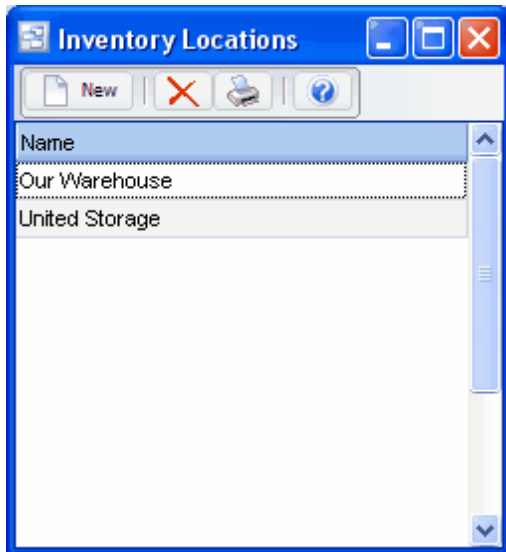 Inventory Locations
New
Name
Our Warehouse
United Storage